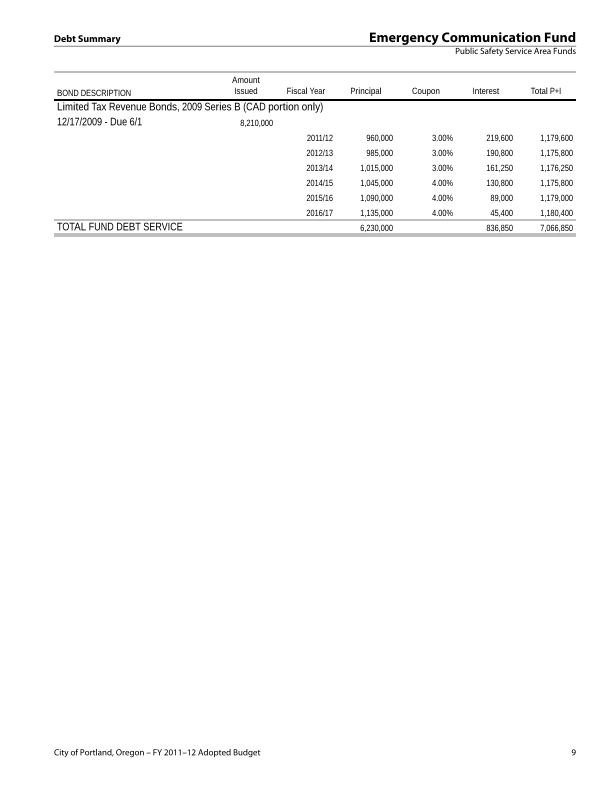 Debt Summary Emergency Communication Fund
Public Safety Service Area Funds
Amount
BOND DESCRIPTION Issued Fiscal Year Principal Coupon Interest Total P+I
Limited Tax Revenue Bonds, 2009 Series B (CAD portion only)
12/17/2009 - Due 6/1 8,210,000
2011/12 960,000 3.00% 219,600 1,179,600
2012/13 985,000 3.00% 190,800 1,175,800
2013/14 1,015,000 3.00% 161,250 1,176,250
2014/15 1,045,000 4.00% 130,800 1,175,800
2015/16 1,090,000 4.00% 89,000 1,179,000
2016/17 1,135,000 4.00% 45,400 1,180,400
TOTAL FUND DEBT SERVICE 6,230,000 836,850 7,066,850
City of Portland, Oregon – FY 2011–12 Adopted Budget 9